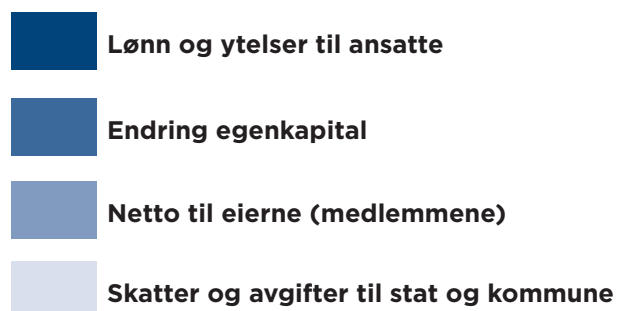 Lønn og ytelser til ansatte
Endring egenkapital
Netto til eierne (medlemmene)
Skatter og avgifter til stat og kommune